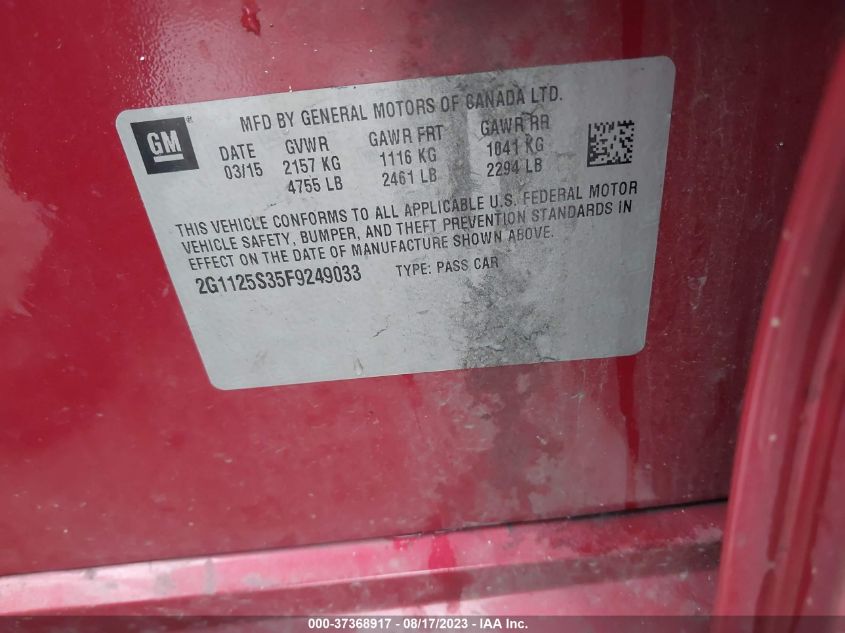 MFD BY GENERAL MOTORS OF CANADA LTD.
GM®
DATE GVWR GAWR FRT GAWR RR
03/15 2157 KG 1116 KG 1041 KG
4755 LB 2461 LB 2294 LB
THIS VEHICLE CONFORMS TO ALL APPLICABLE U.S. FEDERAL MOTOR
VEHICLE SAFETY, BUMPER, AND THEFT PREVENTION STANDARDS IN
EFFECT ON THE DATE OF MANUFACTURE SHOWN ABOVE.
2G1125S35F9249033 TYPE: PASS CAR
000-37368917 - 08/17/2023 - IAA Inc.